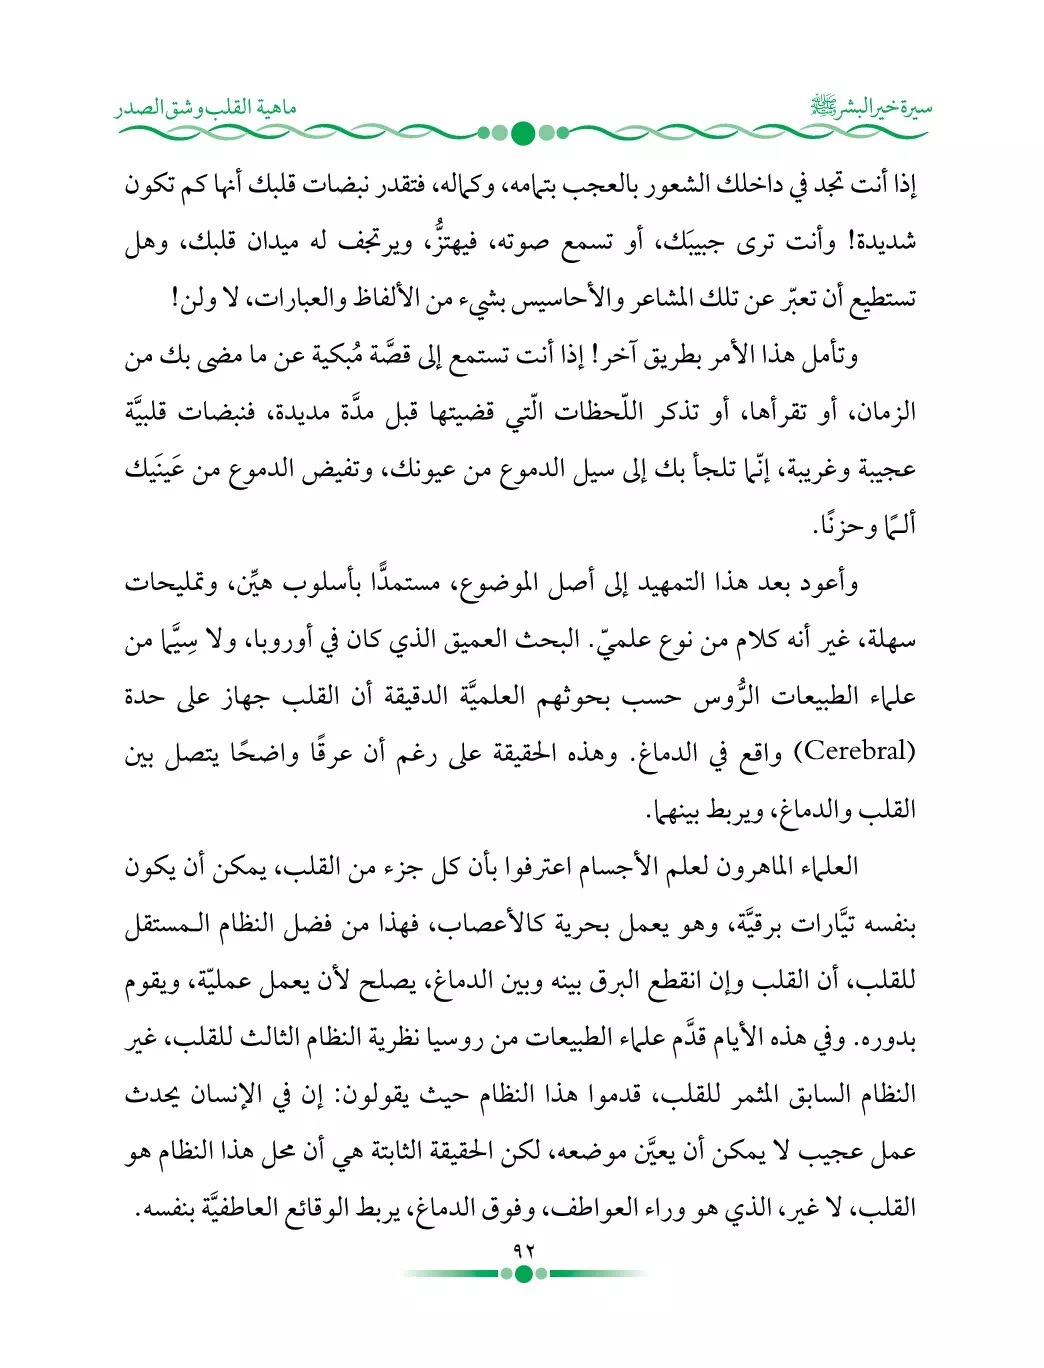 سيرة خير البشر ﷺ
ماهية القلب وشق الصدر
إذا أنت تجد في داخلك الشعور بالعجب بتمامه، وكماله، فتقدر نبضات قلبك أنها كم تكون
شديدة! وأنت ترى جبيبَك، أو تسمع صوته، فيهتزُّ، ويرتجف له ميدان قلبك، وهل
تستطيع أن تعبّر عن تلك المشاعر والأحاسيس بشيء من الألفاظ والعبارات، لا ولن!
وتأمل هذا الأمر بطريق آخر! إذا أنت تستمع إلى قصَّة مُبكية عن ما مضى بك من
الزمان، أو تقرأها، أو تذكر اللّحظات الّتي قضيتها قبل مدَّة مديدة، فنبضات قلبيَّة
عجيبة وغريبة، إنّما تلجأ بك إلى سيل الدموع من عيونك، وتفيض الدموع من عَينَيك
ألـمًا وحزنًا.
وأعود بعد هذا التمهيد إلى أصل الموضوع، مستمدًّا بأسلوب هيِّن، وتمليحات
سهلة، غير أنه كلام من نوع علميّ. البحث العميق الذي كان في أوروبا، ولا سِيَّما من
علماء الطبيعات الرُّوس حسب بحوثهم العلميَّة الدقيقة أن القلب جهاز على حدة
(Cerebral) واقع في الدماغ. وهذه الحقيقة على رغم أن عرقًا واضحًا يتصل بين
القلب والدماغ، ويربط بينهما.
العلماء الماهرون لعلم الأجسام اعترفوا بأن كل جزء من القلب، يمكن أن يكون
بنفسه تيَّارات برقيَّة، وهو يعمل بحرية كالأعصاب، فهذا من فضل النظام الـمستقل
للقلب، أن القلب وإن انقطع البرق بينه وبين الدماغ، يصلح لأن يعمل عمليّة، ويقوم
بدوره. وفي هذه الأيام قدَّم علماء الطبيعات من روسيا نظرية النظام الثالث للقلب، غير
النظام السابق المثمر للقلب، قدموا هذا النظام حيث يقولون: إن في الإنسان يحدث
عمل عجيب لا يمكن أن يعيَّن موضعه، لكن الحقيقة الثابتة هي أن محل هذا النظام هو
القلب، لا غير، الذي هو وراء العواطف، وفوق الدماغ، يربط الوقائع العاطفيَّة بنفسه.
٩٢